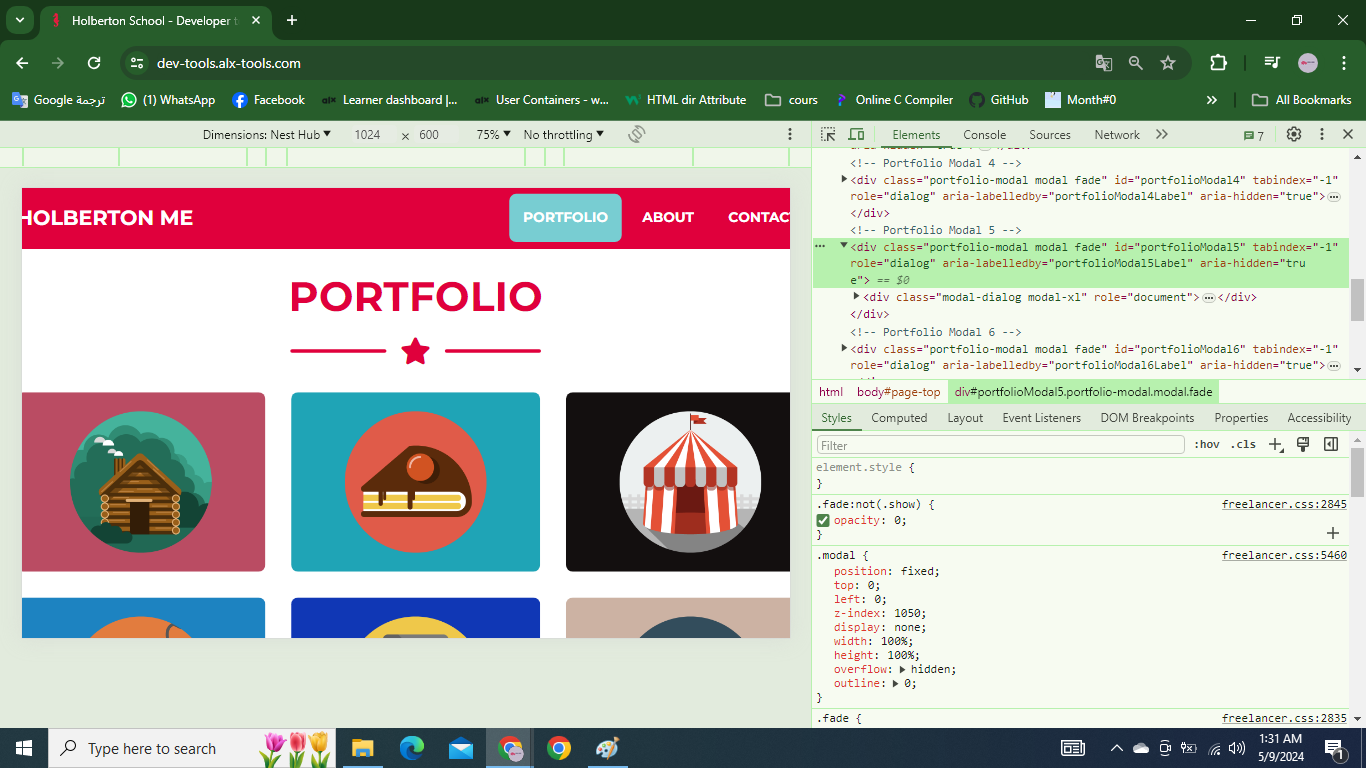 Holberton School - Developer t
dev-tools.alx-tools.com
ترجمة Google
(1) WhatsApp
Facebook
Learner dashboard |...
User Containers - w...
HTML dir Attribute
cours
Online C Compiler
GitHub
Month#0
»
All Bookmarks
Dimensions: Nest Hub ▼ 1024 × 600 75% ▼ No throttling ▼
HOLBERTON ME
PORTFOLIO
ABOUT
CONTAC
PORTFOLIO
Elements Console Sources Network » 7
<!-- Portfolio Modal 4 -->
<div class="portfolio-modal modal fade" id="portfolioModal4" tabindex="-1"
role="dialog" aria-labelledby="portfolioModal4Label" aria-hidden="true">…
</div>
<!-- Portfolio Modal 5 -->
<div class="portfolio-modal modal fade" id="portfolioModal5" tabindex="-1"
role="dialog" aria-labelledby="portfolioModal5Label" aria-hidden="tru
e"> == $0
<div class="modal-dialog modal-xl" role="document">…</div>
</div>
<!-- Portfolio Modal 6 -->
<div class="portfolio-modal modal fade" id="portfolioModal6" tabindex="-1"
role="dialog" aria-labelledby="portfolioModal6Label" aria-hidden="true">…
html body#page-top div#portfolioModal5.portfolio-modal.modal.fade
Styles Computed Layout Event Listeners DOM Breakpoints Properties Accessibility
Filter :hov .cls
element.style {
}
.fade:not(.show) { freelancer.css:2845
opacity: 0;
}
.modal { freelancer.css:5460
position: fixed;
top: 0;
left: 0;
z-index: 1050;
display: none;
width: 100%;
height: 100%;
overflow: hidden;
outline: 0;
}
.fade { freelancer.css:2835
Type here to search
1:31 AM
5/9/2024
1